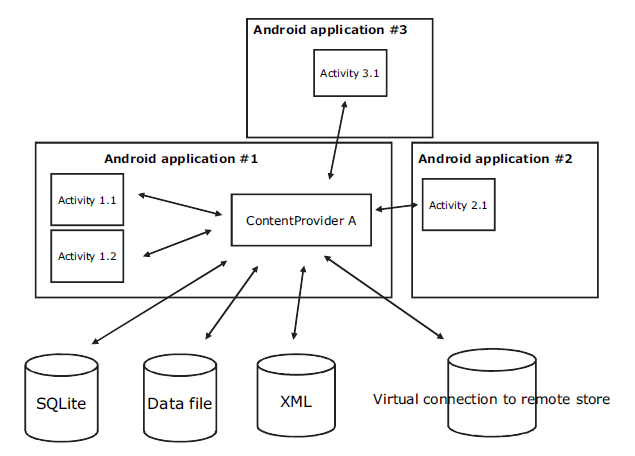 Android application #3
Activity 3.1
Android application #1
Android application #2
Activity 1.1
Activity 2.1
ContentProvider A
Activity 1.2
SQLite
Data file
XML
Virtual connection to remote store